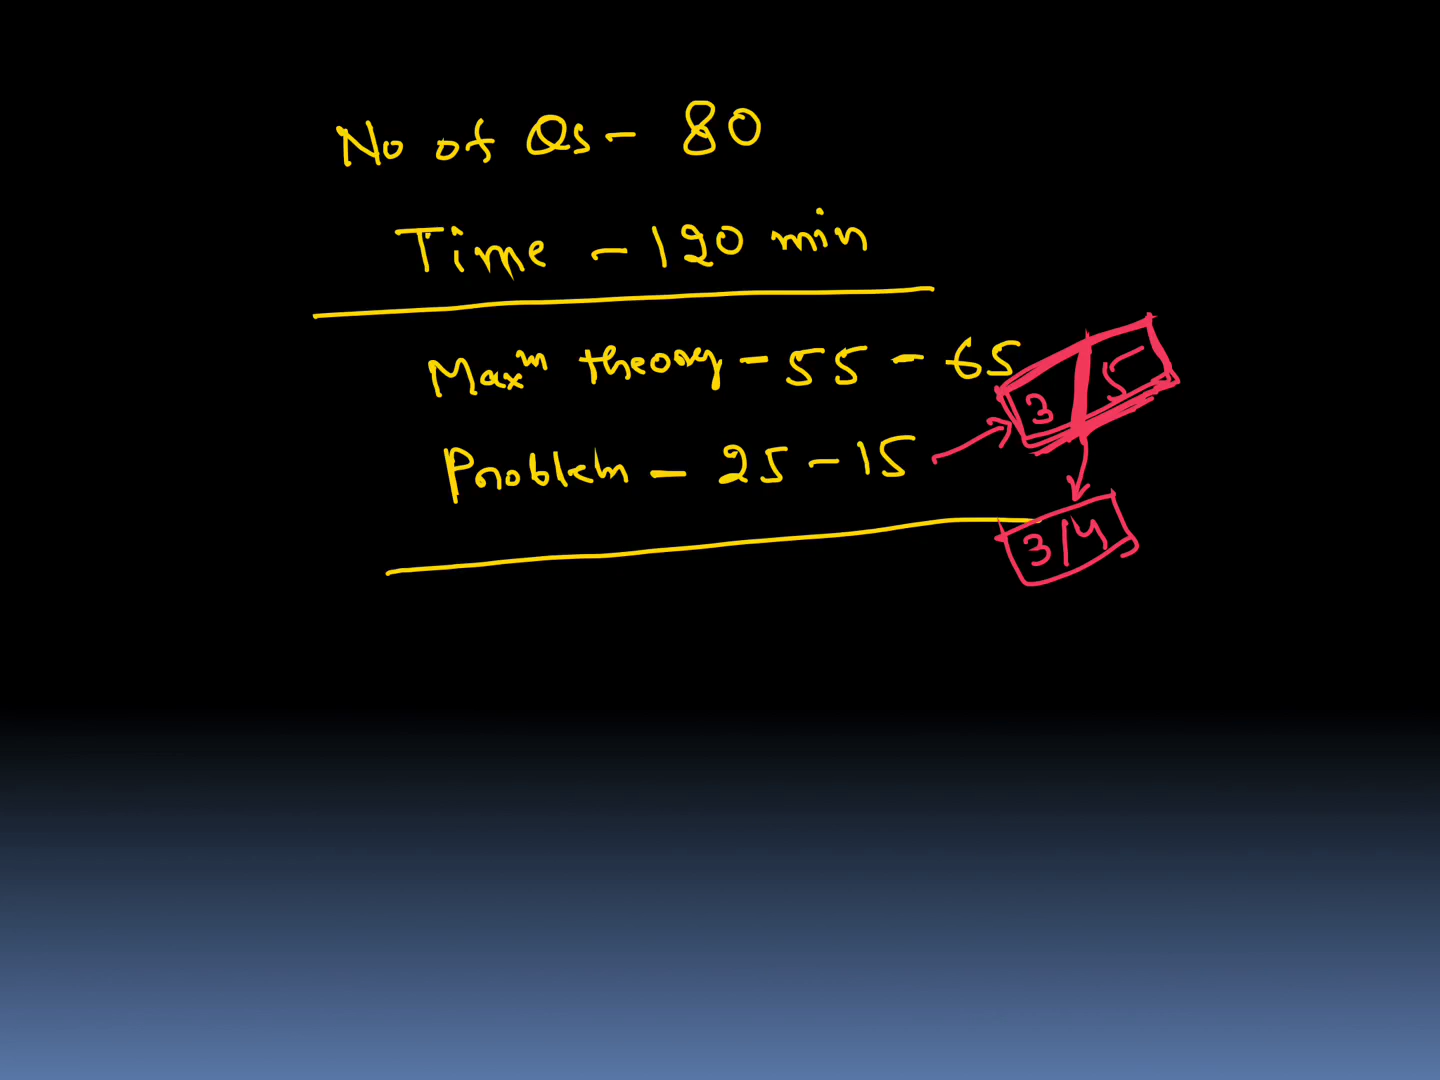 No of Qs - 80
Time - 120 min
Maxm theory - 55 - 65
3/5
Problem - 25 - 15
3/4